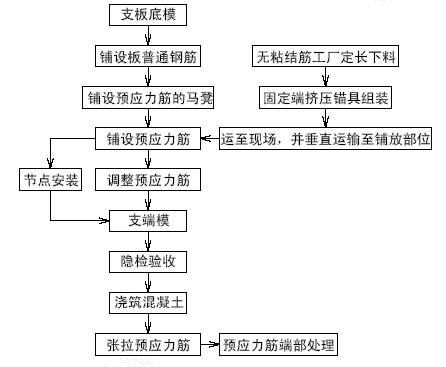 支板底模
铺设板普通钢筋
无粘结筋工厂定长下料
铺设预应力筋的马凳
固定端挤压锚具组装
铺设预应力筋
运至现场，并垂直运输至铺放部位
节点安装
调整预应力筋
支端模
隐检验收
浇筑混凝土
张拉预应力筋
预应力筋端部处理